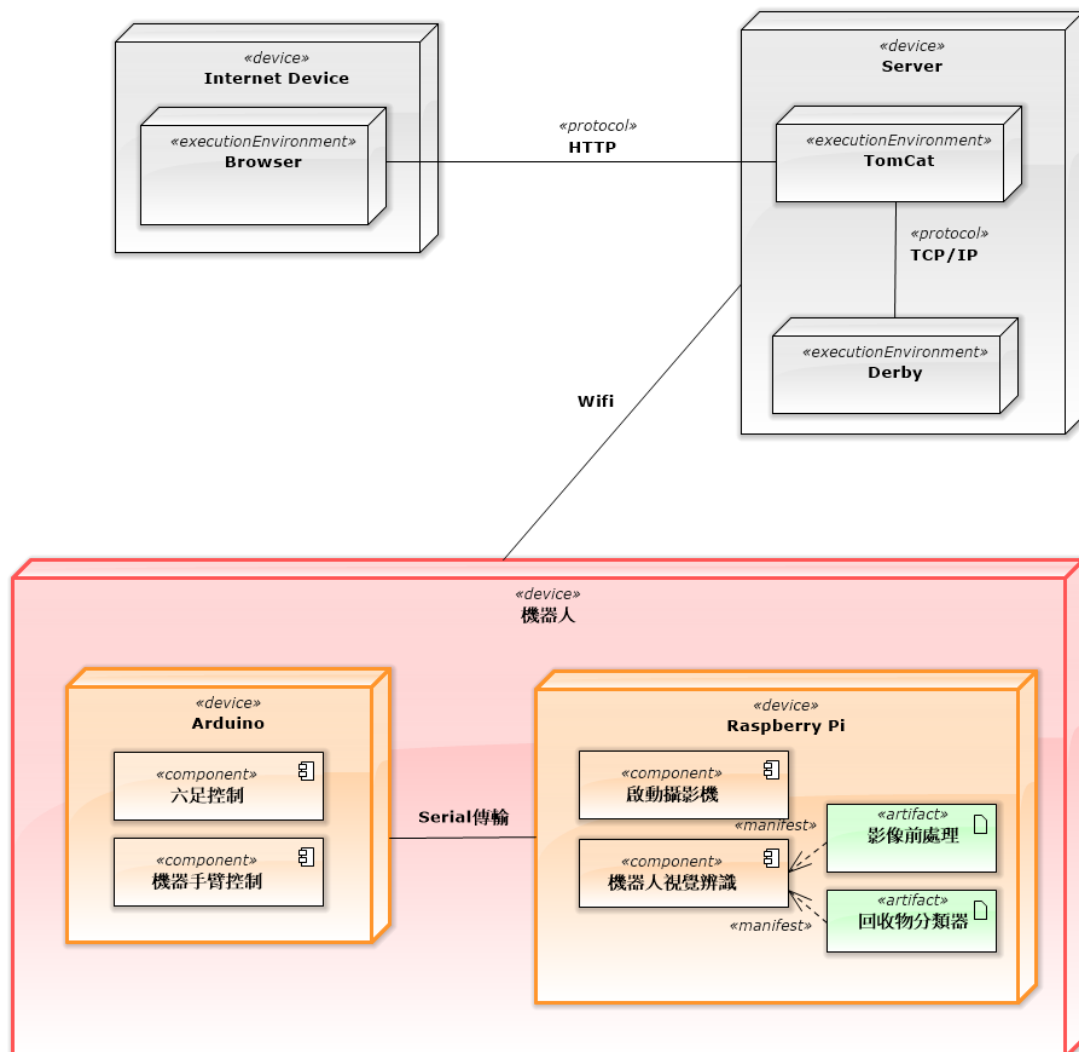 «device»
Internet Device
«executionEnvironment»
Browser
«protocol»
HTTP
«device»
Server
«executionEnvironment»
TomCat
«protocol»
TCP/IP
«executionEnvironment»
Derby
Wifi
«device»
機器人
«device»
Arduino
«component»
六足控制
«component»
機器手臂控制
Serial傳輸
«device»
Raspberry Pi
«component»
啟動攝影機
«component»
機器人視覺辨識
«manifest»
«artifact»
影像前處理
«manifest»
«artifact»
回收物分類器